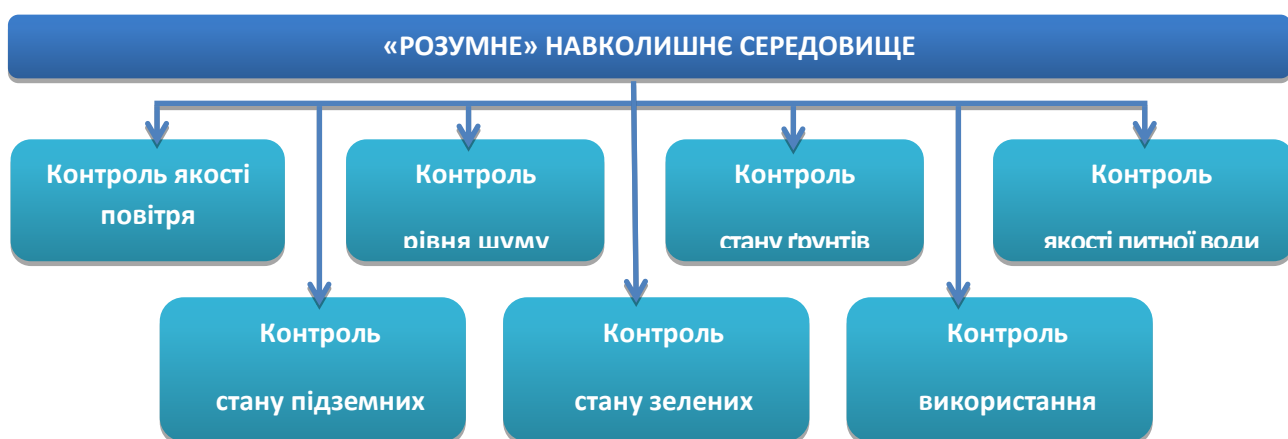 «РОЗУМНЕ» НАВКОЛИШНЄ СЕРЕДОВИЩЕ
Контроль якості
повітря
Контроль
рівня шуму
Контроль
стану ґрунтів
Контроль
якості питної води
Контроль
стану підземних
Контроль
стану зелених
Контроль
використання